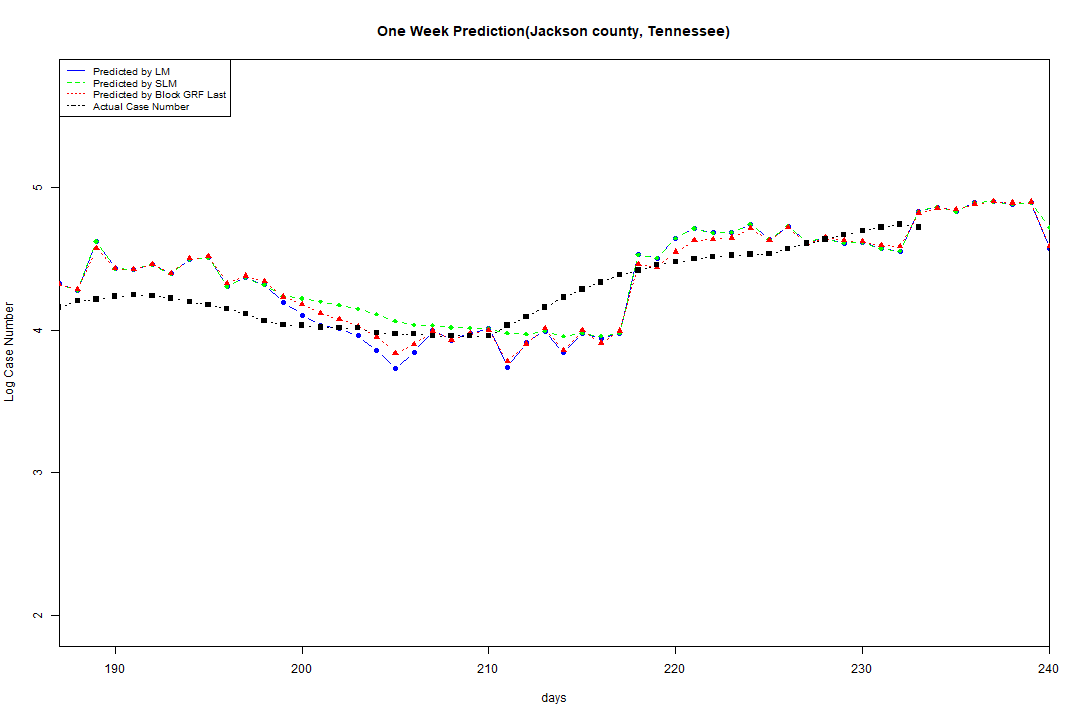 One Week Prediction(Jackson county, Tennessee)
Predicted by LM
Predicted by SLM
Predicted by Block GRF Last
Actual Case Number
Log Case Number
5
4
3
2
190 200 210 220 230 240
days